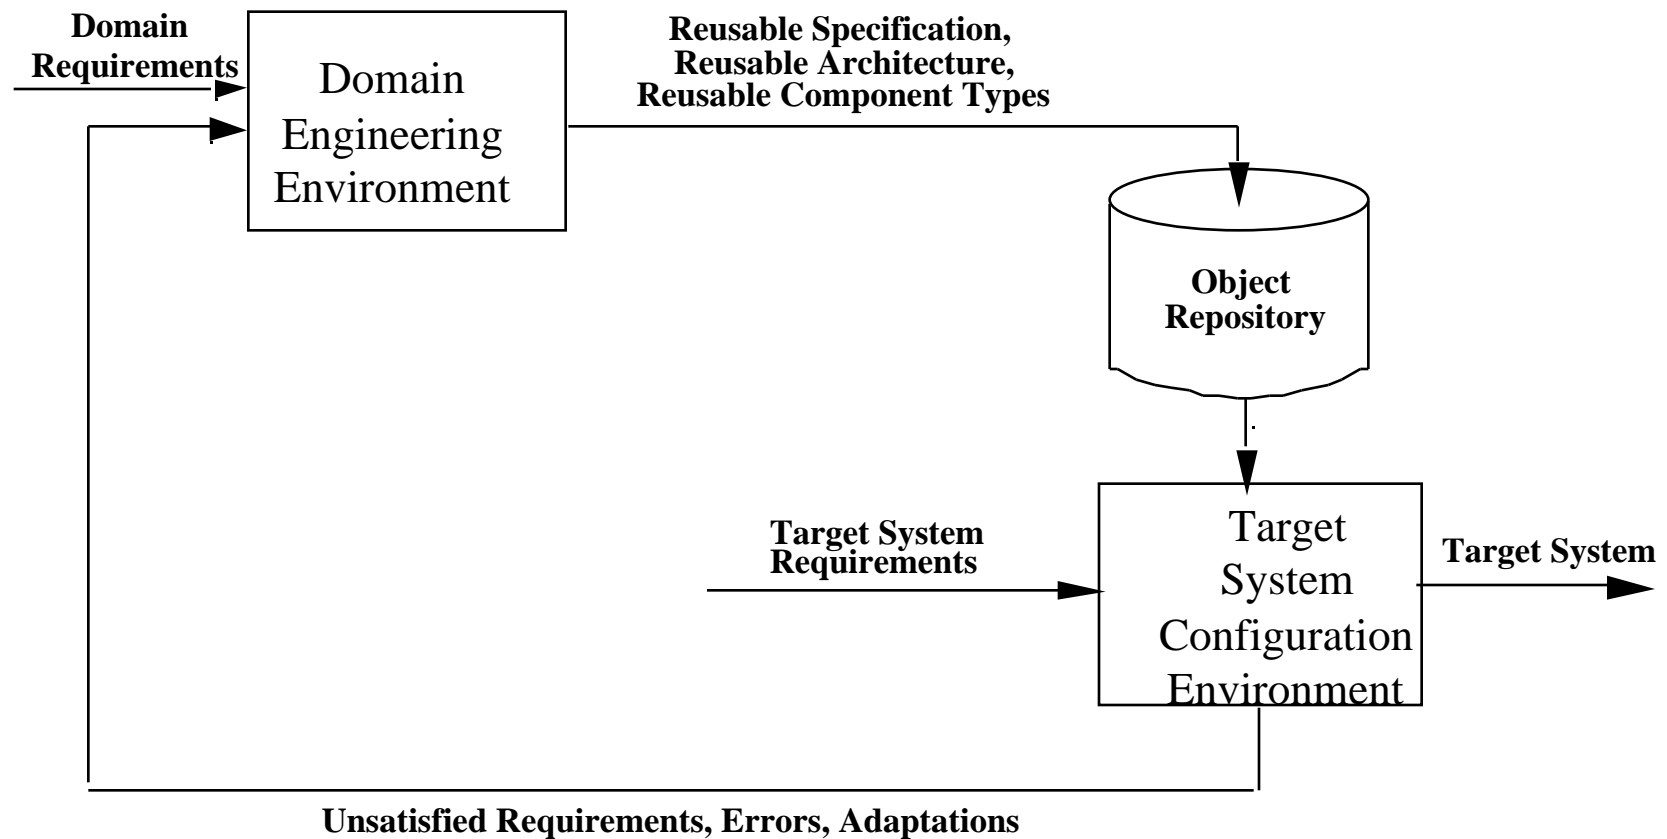 Domain
Requirements
Domain
Engineering
Environment
Reusable Specification,
Reusable Architecture,
Reusable Component Types
Object
Repository
Target System
Requirements
Target
System
Configuration
Environment
Target System
Unsatisfied Requirements, Errors, Adaptations